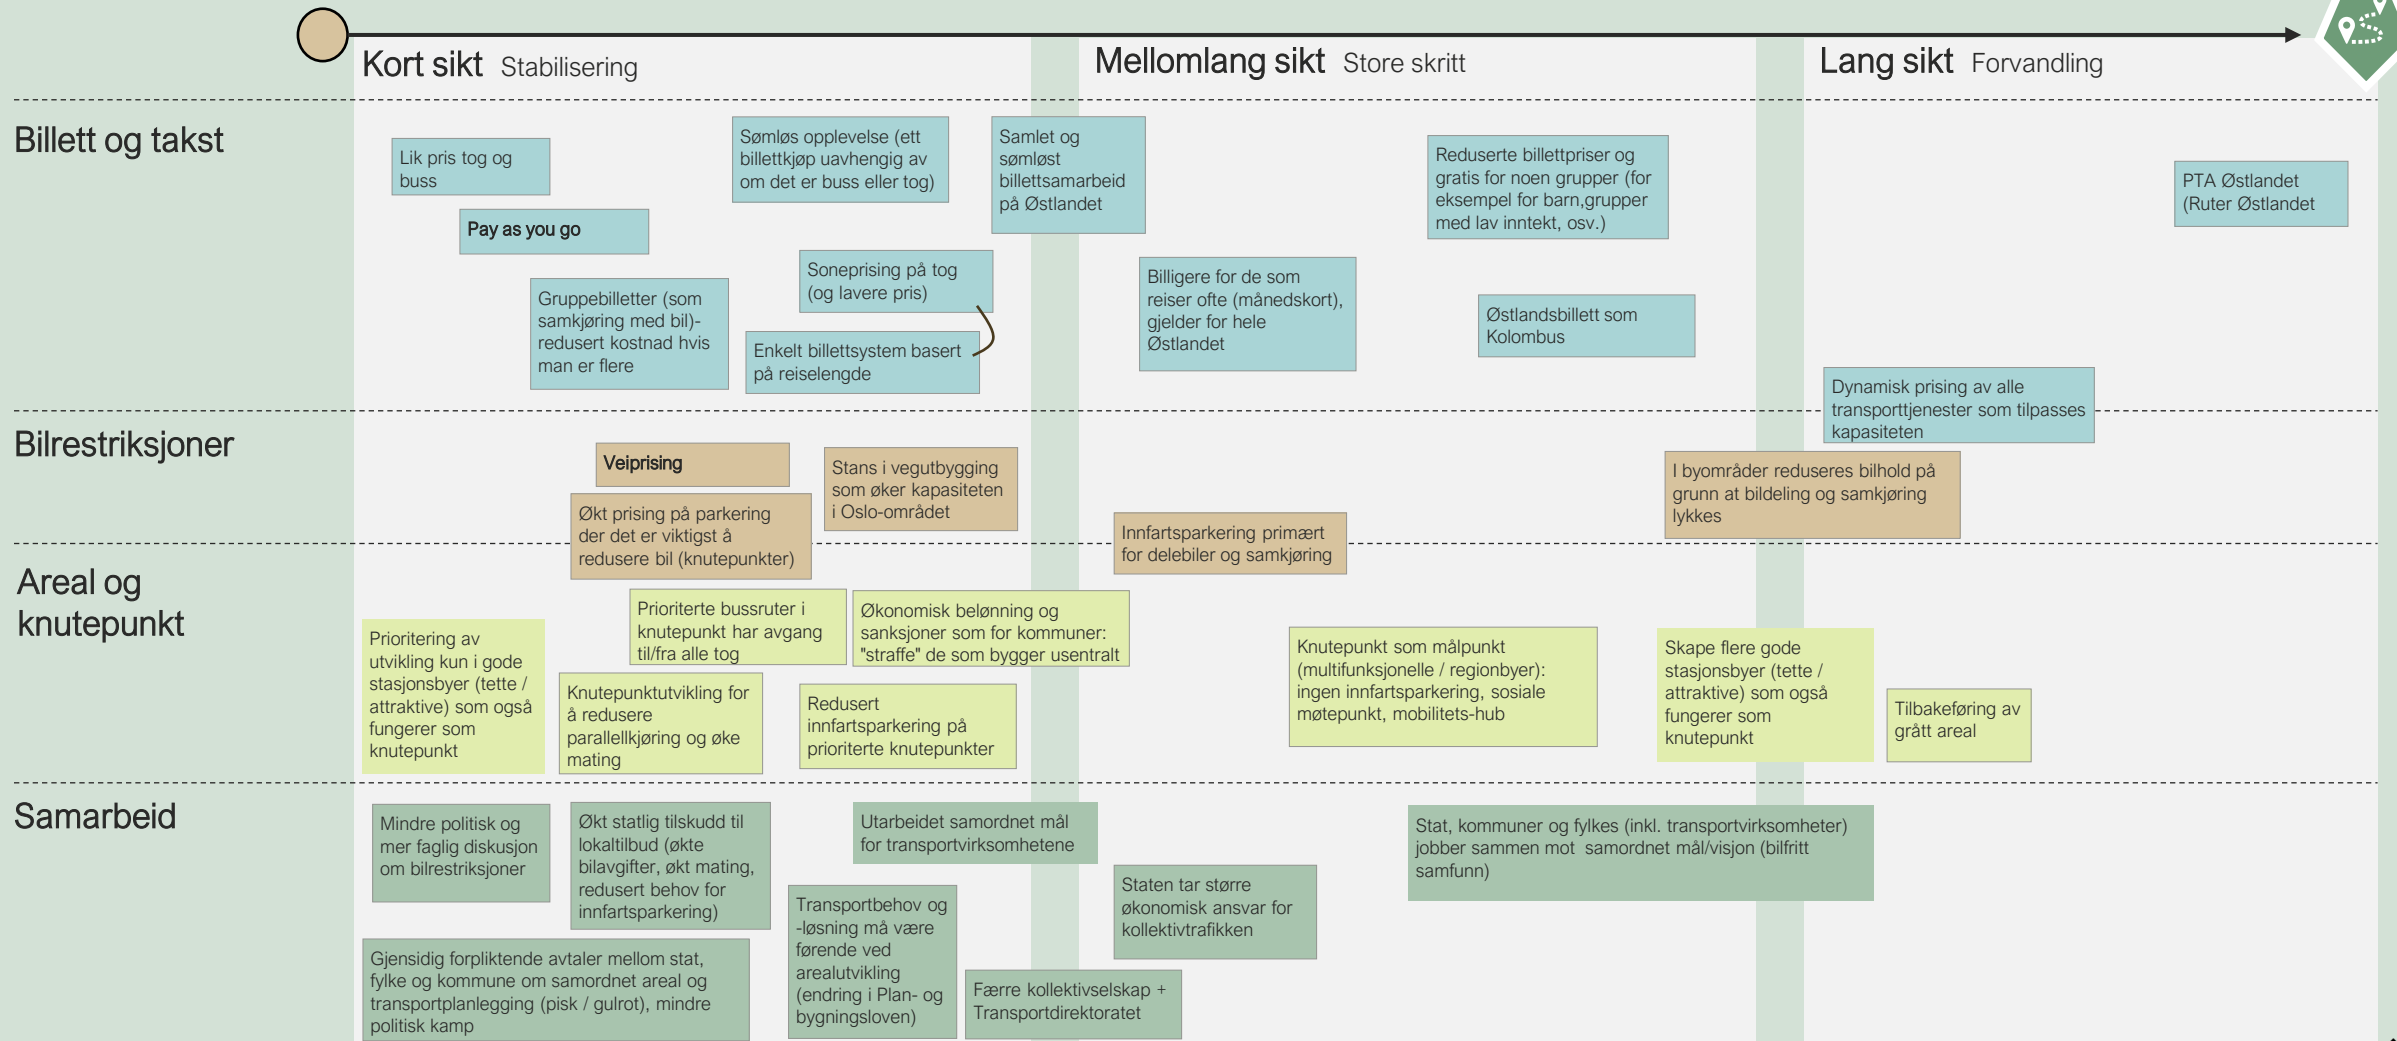 Kort sikt Stabilisering
Mellomlang sikt Store skritt
Lang sikt Forvandling
Billett og takst
Lik pris tog og
buss
Pay as you go
Gruppebilletter (som
samkjøring med bil)-
redusert kostnad hvis
man er flere
Sømløs opplevelse (ett
billettkjøp uavhengig av
om det er buss eller tog)
Soneprising på tog
(og lavere pris)
Enkelt billettsystem basert
på reiselengde
Samlet og
sømløst
billettsamarbeid
på Østlandet
Billigere for de som
reiser ofte (månedskort),
gjelder for hele
Østlandet
Reduserte billettpriser og
gratis for noen grupper (for
eksempel for barn,grupper
med lav inntekt, osv.)
Østlandsbillett som
Kolombus
Dynamisk prising av alle
transporttjenester som tilpasses
kapasiteten
PTA Østlandet
(Ruter Østlandet
Bilrestriksjoner
Veiprising
Økt prising på parkering
der det er viktigst å
redusere bil (knutepunkter)
Stans i vegutbygging
som øker kapasiteten
i Oslo-området
Innfartsparkering primært
for delebiler og samkjøring
I byområder reduseres bilhold på
grunn at bildeling og samkjøring
lykkes
Areal og
knutepunkt
Prioritering av
utvikling kun i gode
stasjonsbyer (tette /
attraktive) som også
fungerer som
knutepunkt
Prioriterte bussruter i
knutepunkt har avgang
til/fra alle tog
Knutepunktutvikling for
å redusere
parallellkjøring og øke
mating
Økonomisk belønning og
sanksjoner som for kommuner:
"straffe" de som bygger usentralt
Redusert
innfartsparkering på
prioriterte knutepunkter
Knutepunkt som målpunkt
(multifunksjonelle / regionbyer):
ingen innfartsparkering, sosiale
møtepunkt, mobilitets-hub
Skape flere gode
stasjonsbyer (tette /
attraktive) som også
fungerer som
knutepunkt
Tilbakeføring av
grått areal
Samarbeid
Mindre politisk og
mer faglig diskusjon
om bilrestriksjoner
Økt statlig tilskudd til
lokaltilbud (økte
bilavgifter, økt mating,
redusert behov for
innfartsparkering)
Gjensidig forpliktende avtaler mellom stat,
fylke og kommune om samordnet areal og
transportplanlegging (pisk / gulrot), mindre
politisk kamp
Utarbeidet samordnet mål
for transportvirksomhetene
Transportbehov og
-løsning må være
førende ved
arealutvikling
(endring i Plan- og
bygningsloven)
Færre kollektivselskap +
Transportdirektoratet
Staten tar større
økonomisk ansvar for
kollektivtrafikken
Stat, kommuner og fylkes (inkl. transportvirksomheter)
jobber sammen mot  samordnet mål/visjon (bilfritt
samfunn)